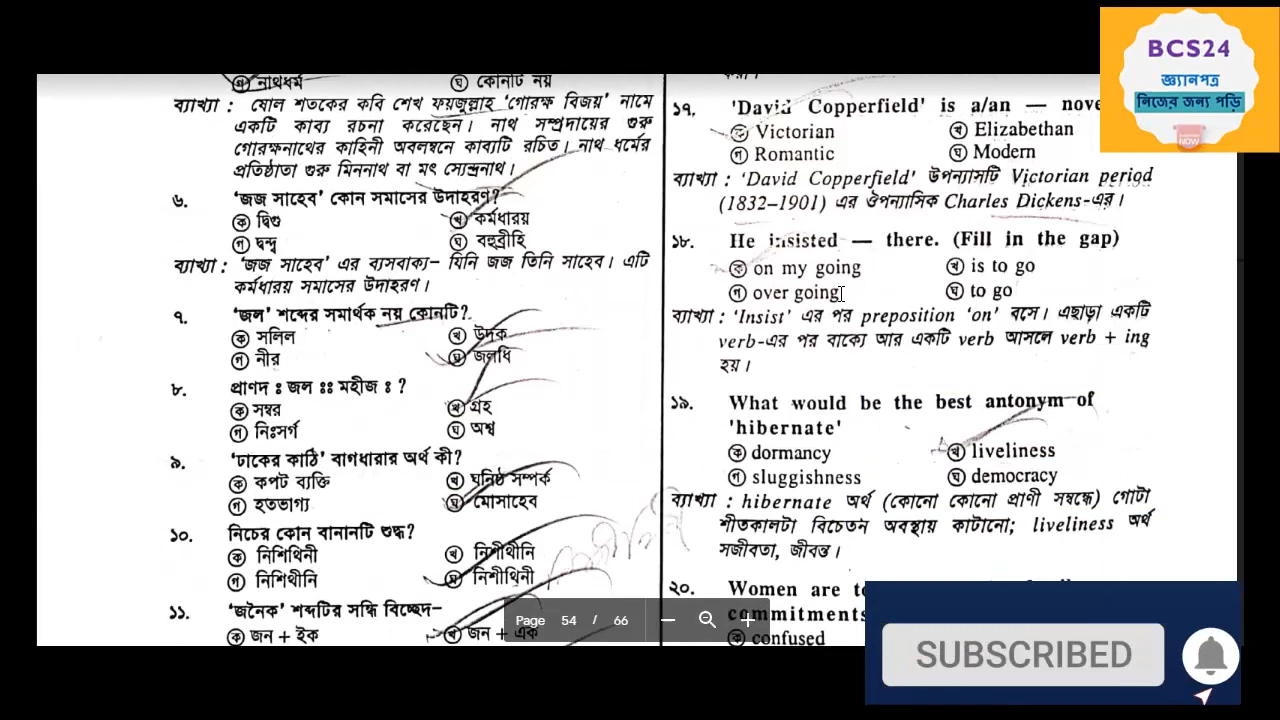 গ নাথধর্ম ঘ কোনটি নয়
ব্যাখ্যা : ষোল শতকের কবি শেখ ফয়জুল্লাহ 'গোরক্ষ বিজয়' নামে
একটি কাব্য রচনা করেছেন। নাথ সম্প্রদায়ের গুরু
গোরক্ষনাথের কাহিনী অবলম্বনে কাব্যটি রচিত। নাথ ধর্মের
প্রতিষ্ঠাতা গুরু মিননাথ বা মৎ স্যেন্দ্রনাথ।
৬. 'জজ সাহেব' কোন সমাসের উদাহরণ?
ক দ্বিগু খ কর্মধারয়
গ দ্বন্দ্ব ঘ বহুব্রীহি
ব্যাখ্যা : 'জজ সাহেব' এর ব্যসবাক্য– যিনি জজ তিনি সাহেব। এটি
কর্মধারয় সমাসের উদাহরণ।
৭. 'জল' শব্দের সমার্থক নয় কোনটি?
ক সলিল খ উদক
গ নীর ঘ জলধি
৮. প্রাণদ ঃ জল ঃঃ মহীজ ঃ ?
ক সম্বর খ গ্রহ
গ নিঃসর্গ ঘ অশ্ব
৯. 'ঢাকের কাঠি' বাগধারার অর্থ কী?
ক কপট ব্যক্তি খ ঘনিষ্ঠ সম্পর্ক
গ হতভাগ্য ঘ মোসাহেব
১০. নিচের কোন বানানটি শুদ্ধ?
ক নিশিথিনী খ নিশীথীনি
গ নিশিথীনি ঘ নিশীথিনী
১১. 'জনৈক' শব্দটির সন্ধি বিচ্ছেদ–
ক জন + ইক খ জন + এক
১৭. 'David Copperfield' is a/an — nove
ক Victorian খ Elizabethan
গ Romantic ঘ Modern
ব্যাখ্যা : 'David Copperfield' উপন্যাসটি Victorian period
(1832–1901) এর ঔপন্যাসিক Charles Dickens-এর।
১৮. He insisted — there. (Fill in the gap)
ক on my going খ is to go
গ over going ঘ to go
ব্যাখ্যা : 'Insist' এর পর preposition 'on' বসে। এছাড়া একটি
verb-এর পর বাক্যে আর একটি verb আসলে verb + ing
হয়।
১৯. What would be the best antonym of
'hibernate'
ক dormancy খ liveliness
গ sluggishness ঘ democracy
ব্যাখ্যা : hibernate অর্থ (কোনো কোনো প্রাণী সম্বন্ধে) গোটা
শীতকালটা বিচেতন অবস্থায় কাটানো; liveliness অর্থ
সজীবতা, জীবন্ত।
২০. Women are to
commitments
ক confused
Page 54 / 66
BCS24
জ্ঞ্যানপত্র
নিজের জন্য পড়ি
NOW
SUBSCRIBED